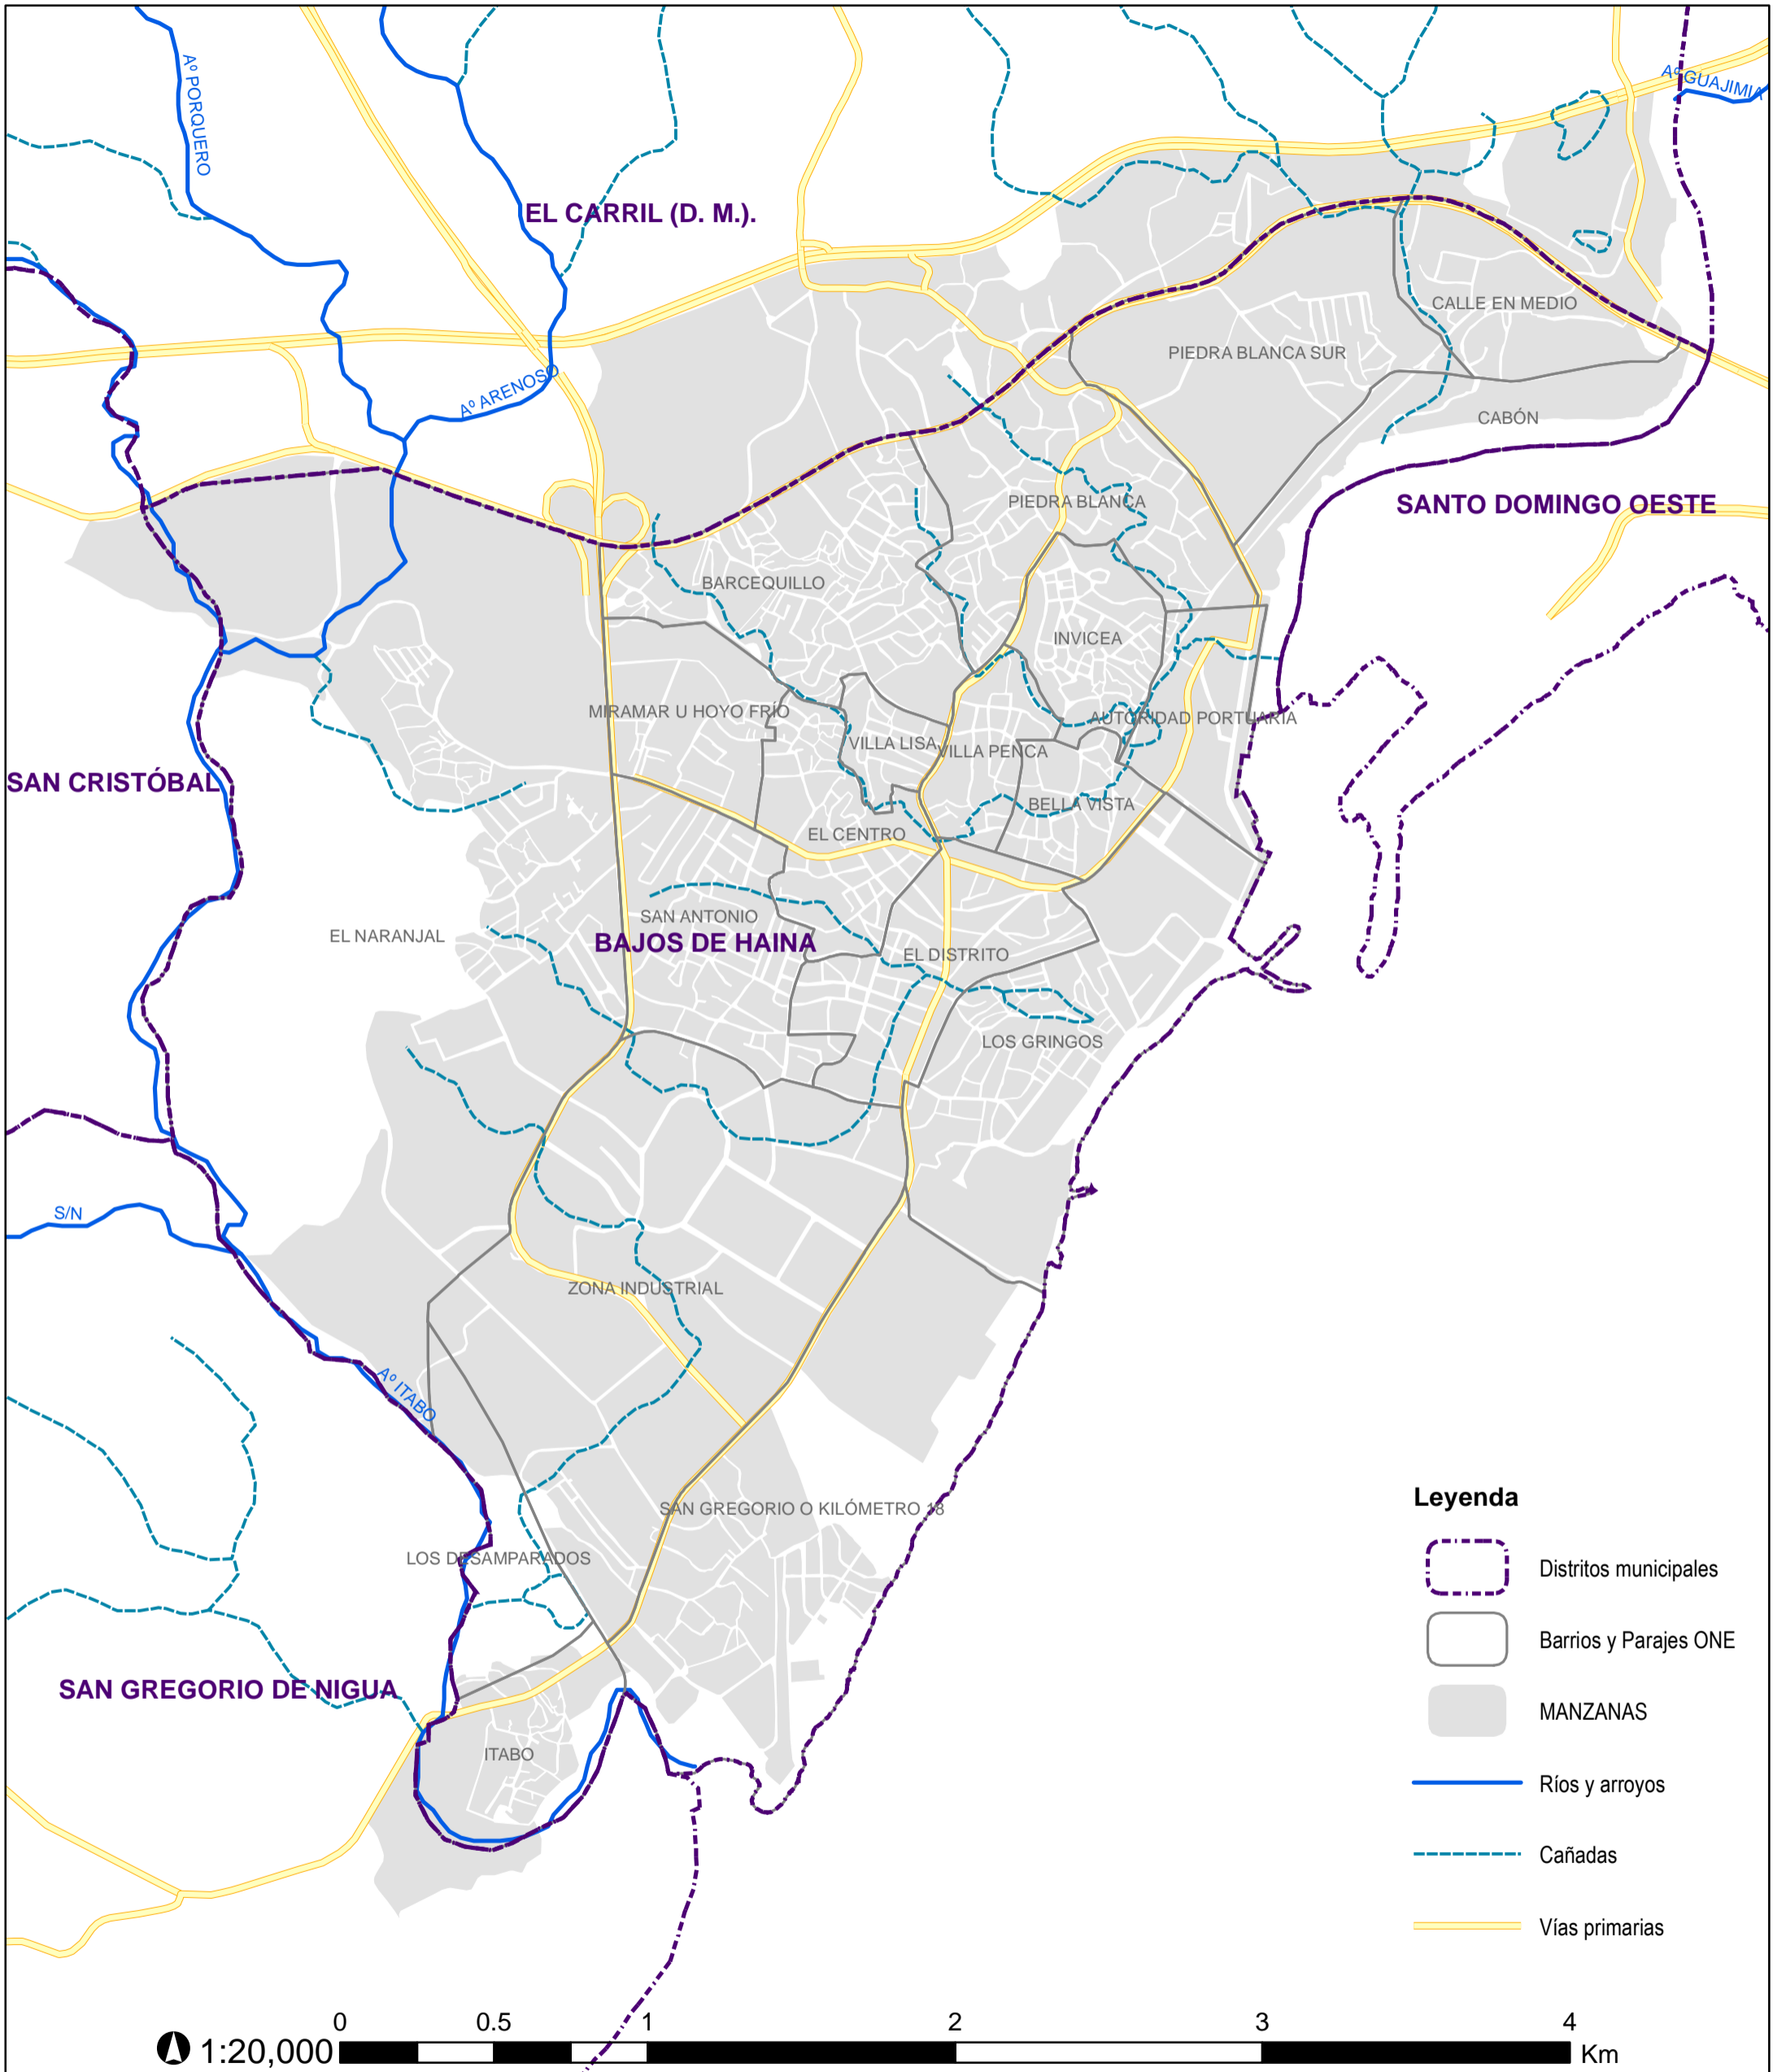 Aº PORQUERO
Aº GUAJIMIA
EL CARRIL (D. M.).
CALLE EN MEDIO
PIEDRA BLANCA SUR
Aº ARENOSO
CABÓN
PIEDRA BLANCA
SANTO DOMINGO OESTE
BARCEQUILLO
INVICEA
MIRAMAR U HOYO FRÍO
AUTORIDAD PORTUARIA
VILLA LISA
VILLA PENCA
SAN CRISTÓBAL
BELLA VISTA
EL CENTRO
SAN ANTONIO
EL NARANJAL
BAJOS DE HAINA
EL DISTRITO
LOS GRINGOS
S/N
ZONA INDUSTRIAL
Aº ITABO
SAN GREGORIO O KILÓMETRO 18
LOS DESAMPARADOS
SAN GREGORIO DE NIGUA
ITABO
Leyenda
Distritos municipales
Barrios y Parajes ONE
MANZANAS
Ríos y arroyos
Cañadas
Vías primarias
0 0.5 1 2 3 4
1:20,000 Km